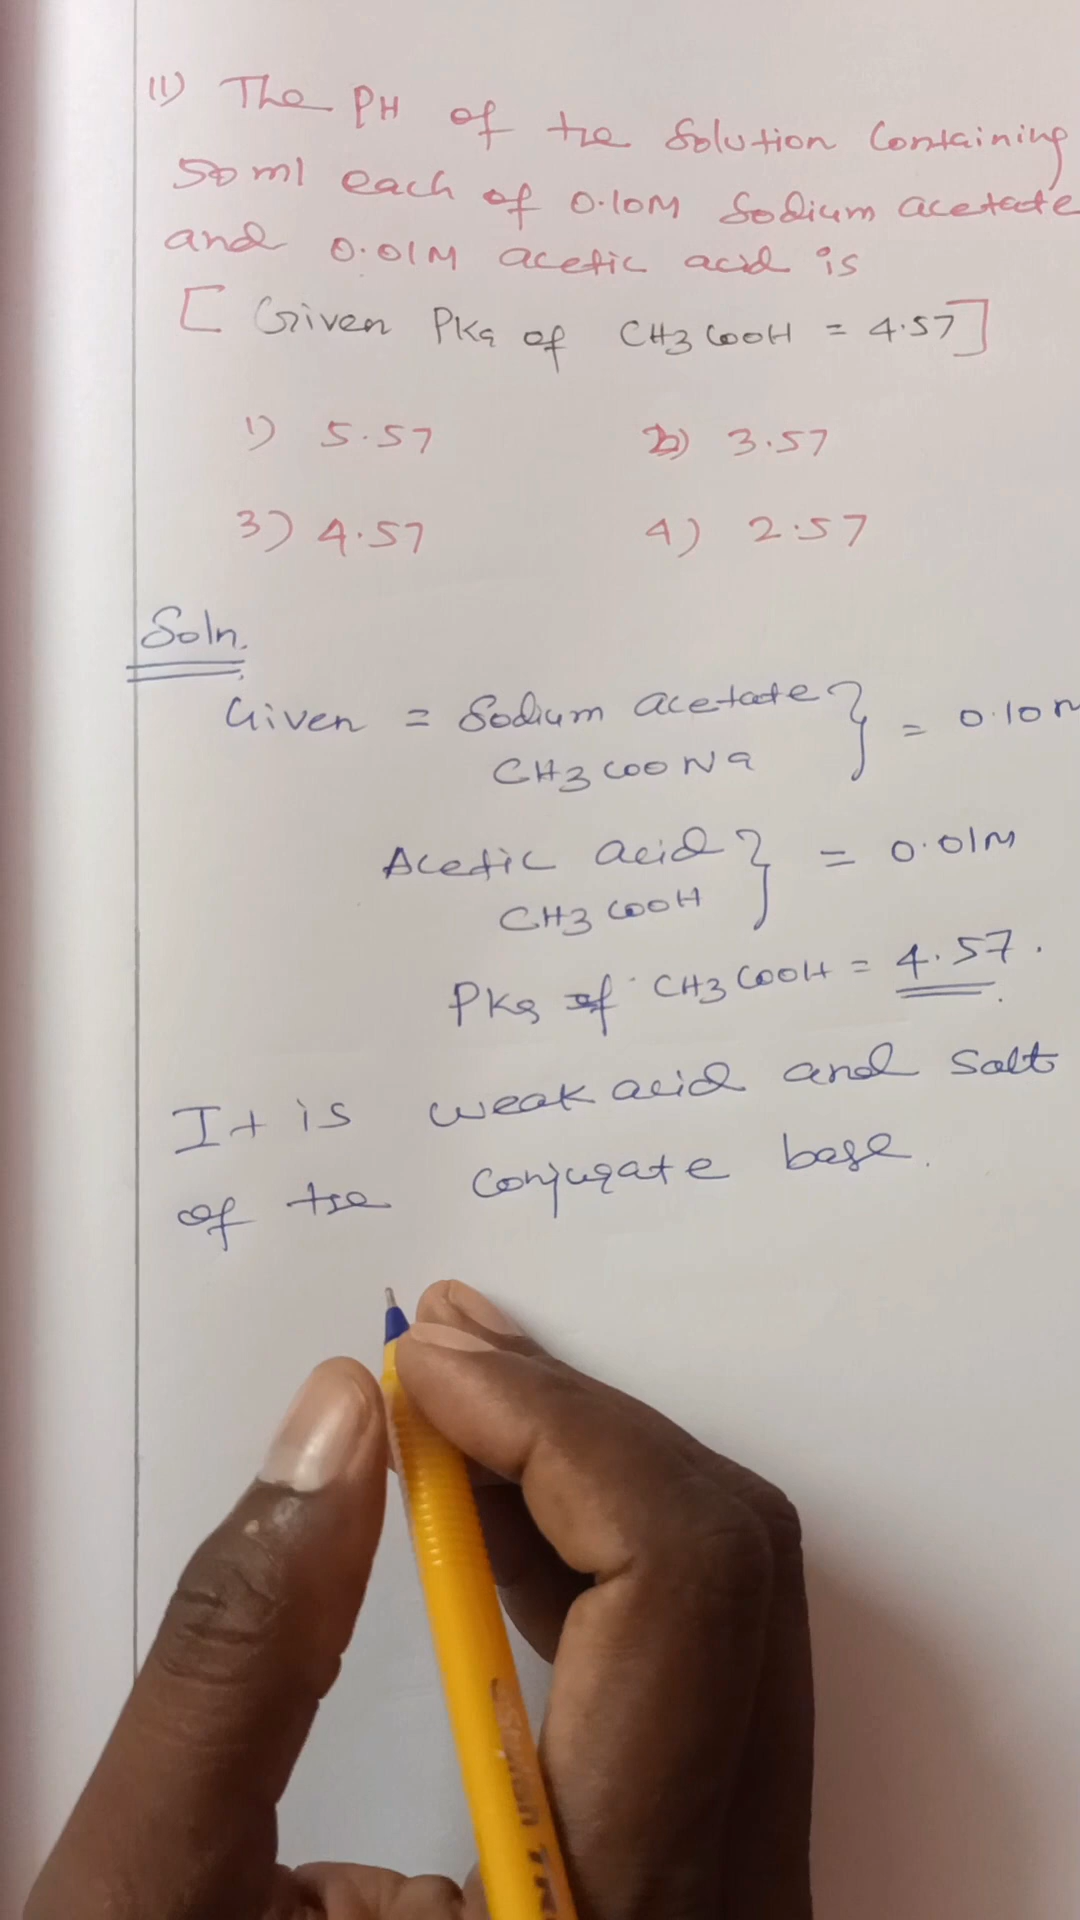 11) The PH of the Solution Containing
50ml each of 0.10M Sodium acetate
and 0.01M acetic acid is
[Given PKa of CH3COOH = 4.57]
1) 5.57 2) 3.57
3) 4.57 4) 2.57
Soln.
Given = Sodium acetate } = 0.10M
CH3COONa
Acetic acid } = 0.01M
CH3COOH
PKa of CH3COOH = 4.57.
It is weak acid and salt
of the conjugate base.